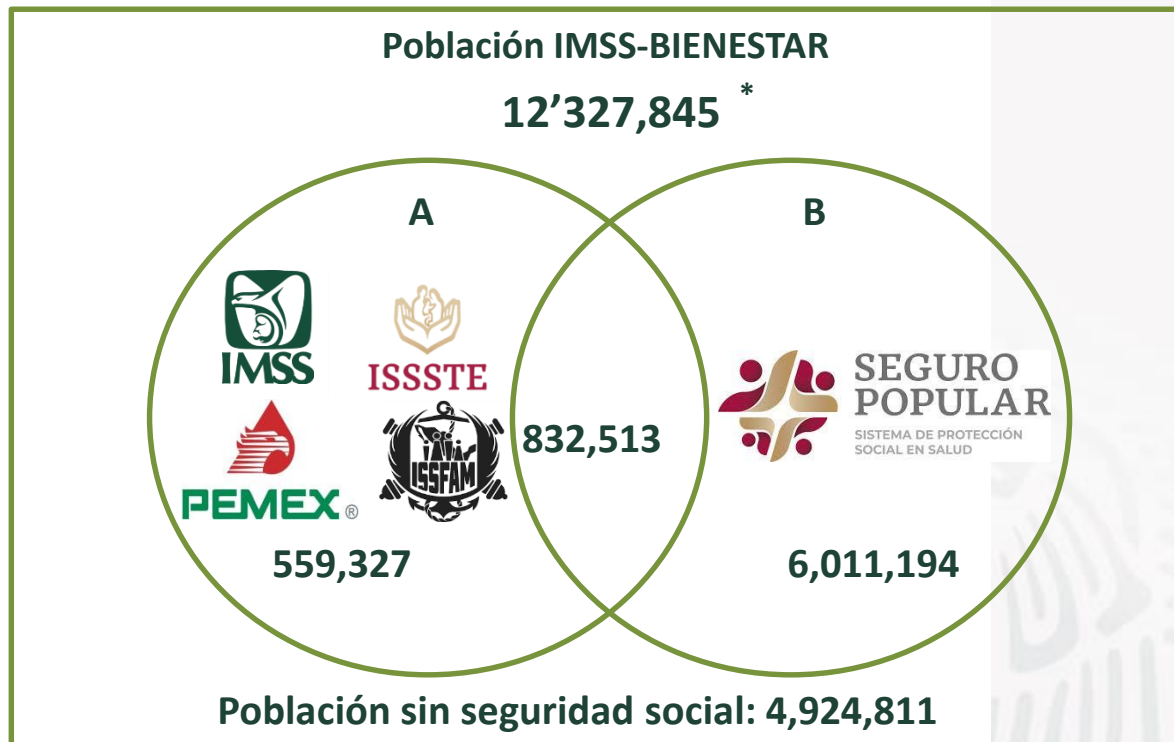 Población IMSS-BIENESTAR
12’327,845 *
A
B
IMSS
ISSSTE
PEMEX ®
ISSFAM
832,513
SEGURO
POPULAR
SISTEMA DE PROTECCIÓN
SOCIAL EN SALUD
559,327
6,011,194
Población sin seguridad social: 4,924,811